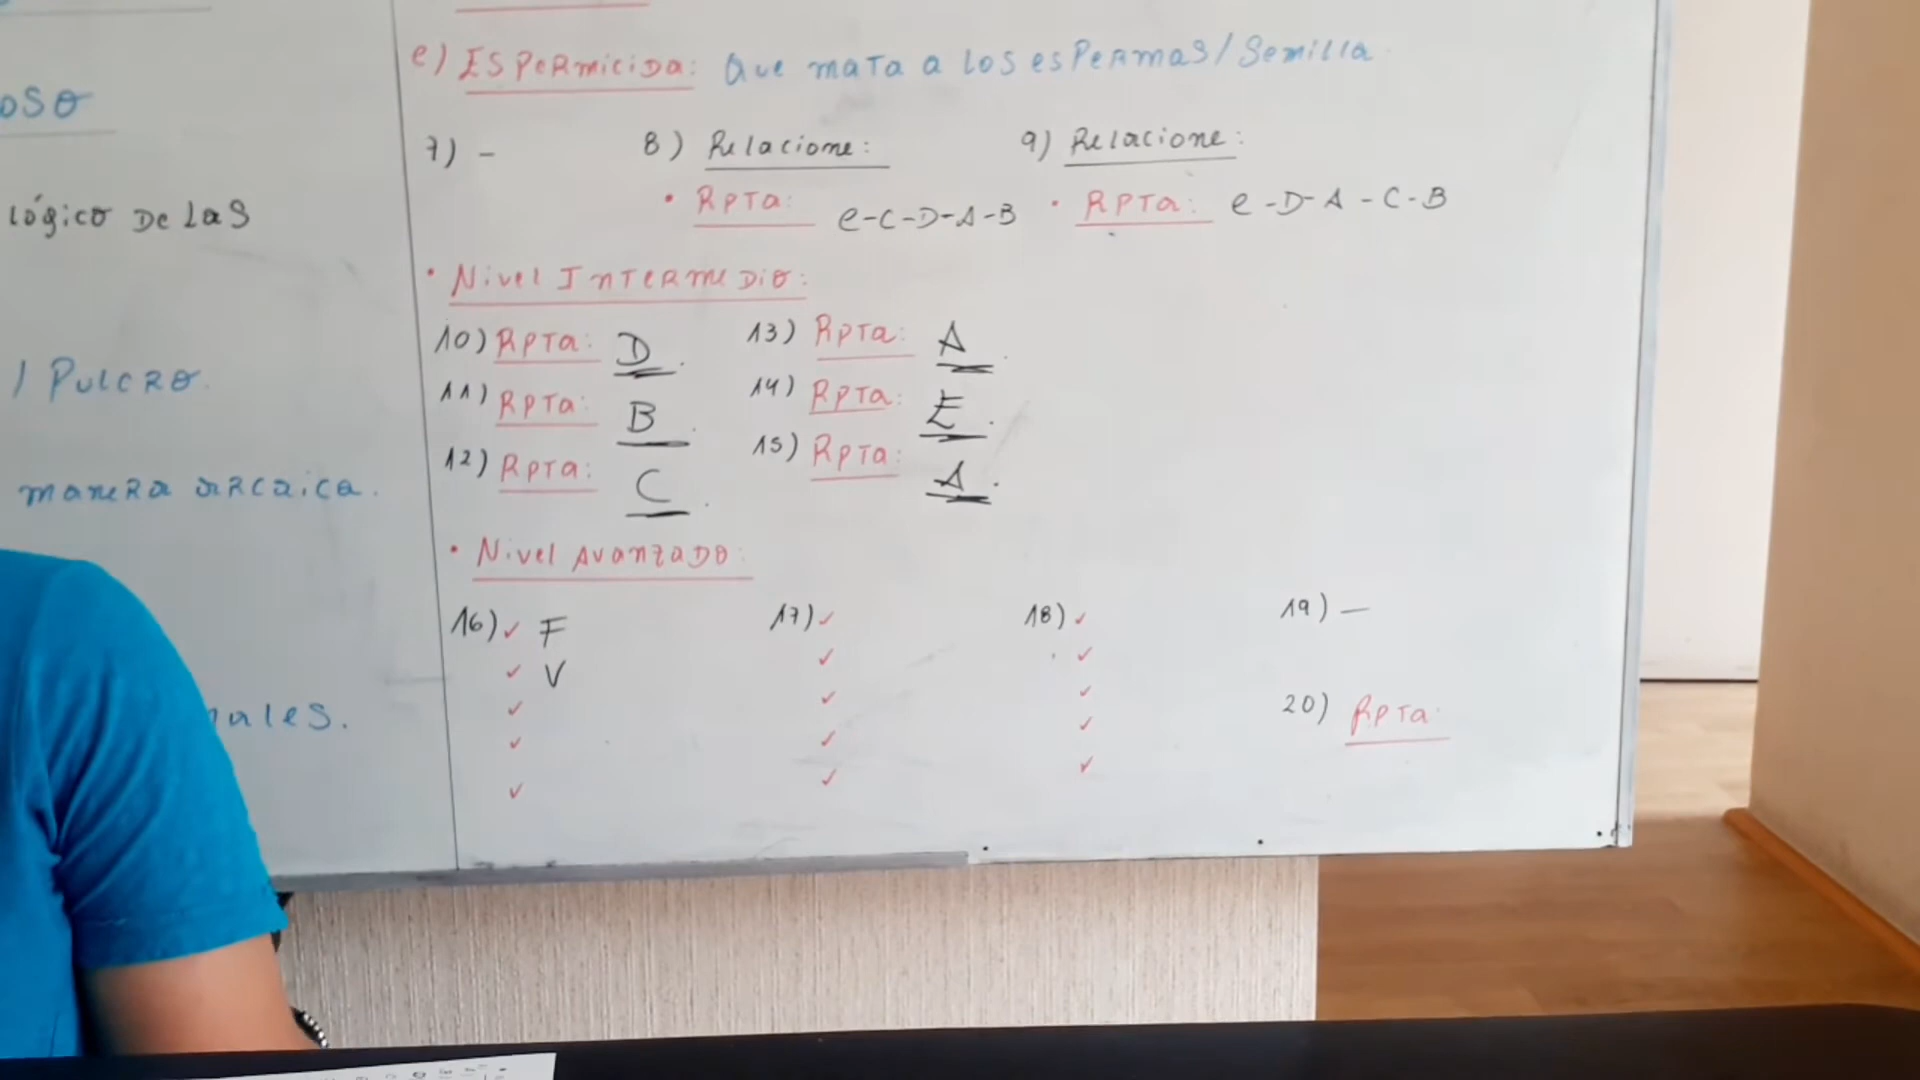 oso
lógico De las
/ Pulcro.
manera arcaica.
ales.
e) Espermicida: Que mata a los espermas/Semilla
7) - 8) Relacione: 9) Relacione:
• Rpta: e-C-D-A-B • Rpta: e-D-A-C-B
• Nivel Intermedio:
10) Rpta: D. 13) Rpta: A.
11) Rpta: B. 14) Rpta: E.
12) Rpta: C. 15) Rpta: A.
• Nivel Avanzado:
16) ✓ F 17) ✓ 18) ✓ 19) —
✓ V ✓ ✓
✓ ✓ ✓ 20) Rpta:
✓ ✓ ✓
✓ ✓ ✓